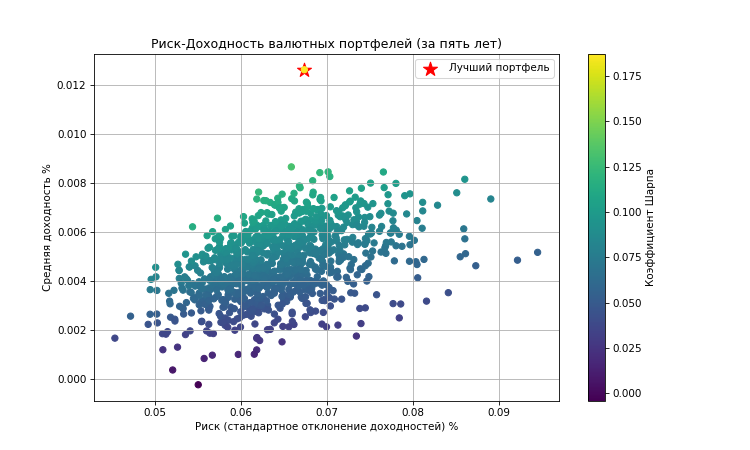 Риск-Доходность валютных портфелей (за пять лет)
Лучший портфель
Средняя доходность %
0.012
0.010
0.008
0.006
0.004
0.002
0.000
0.05 0.06 0.07 0.08 0.09
Риск (стандартное отклонение доходностей) %
0.175
0.150
0.125
0.100
0.075
0.050
0.025
0.000
Коэффициент Шарпа